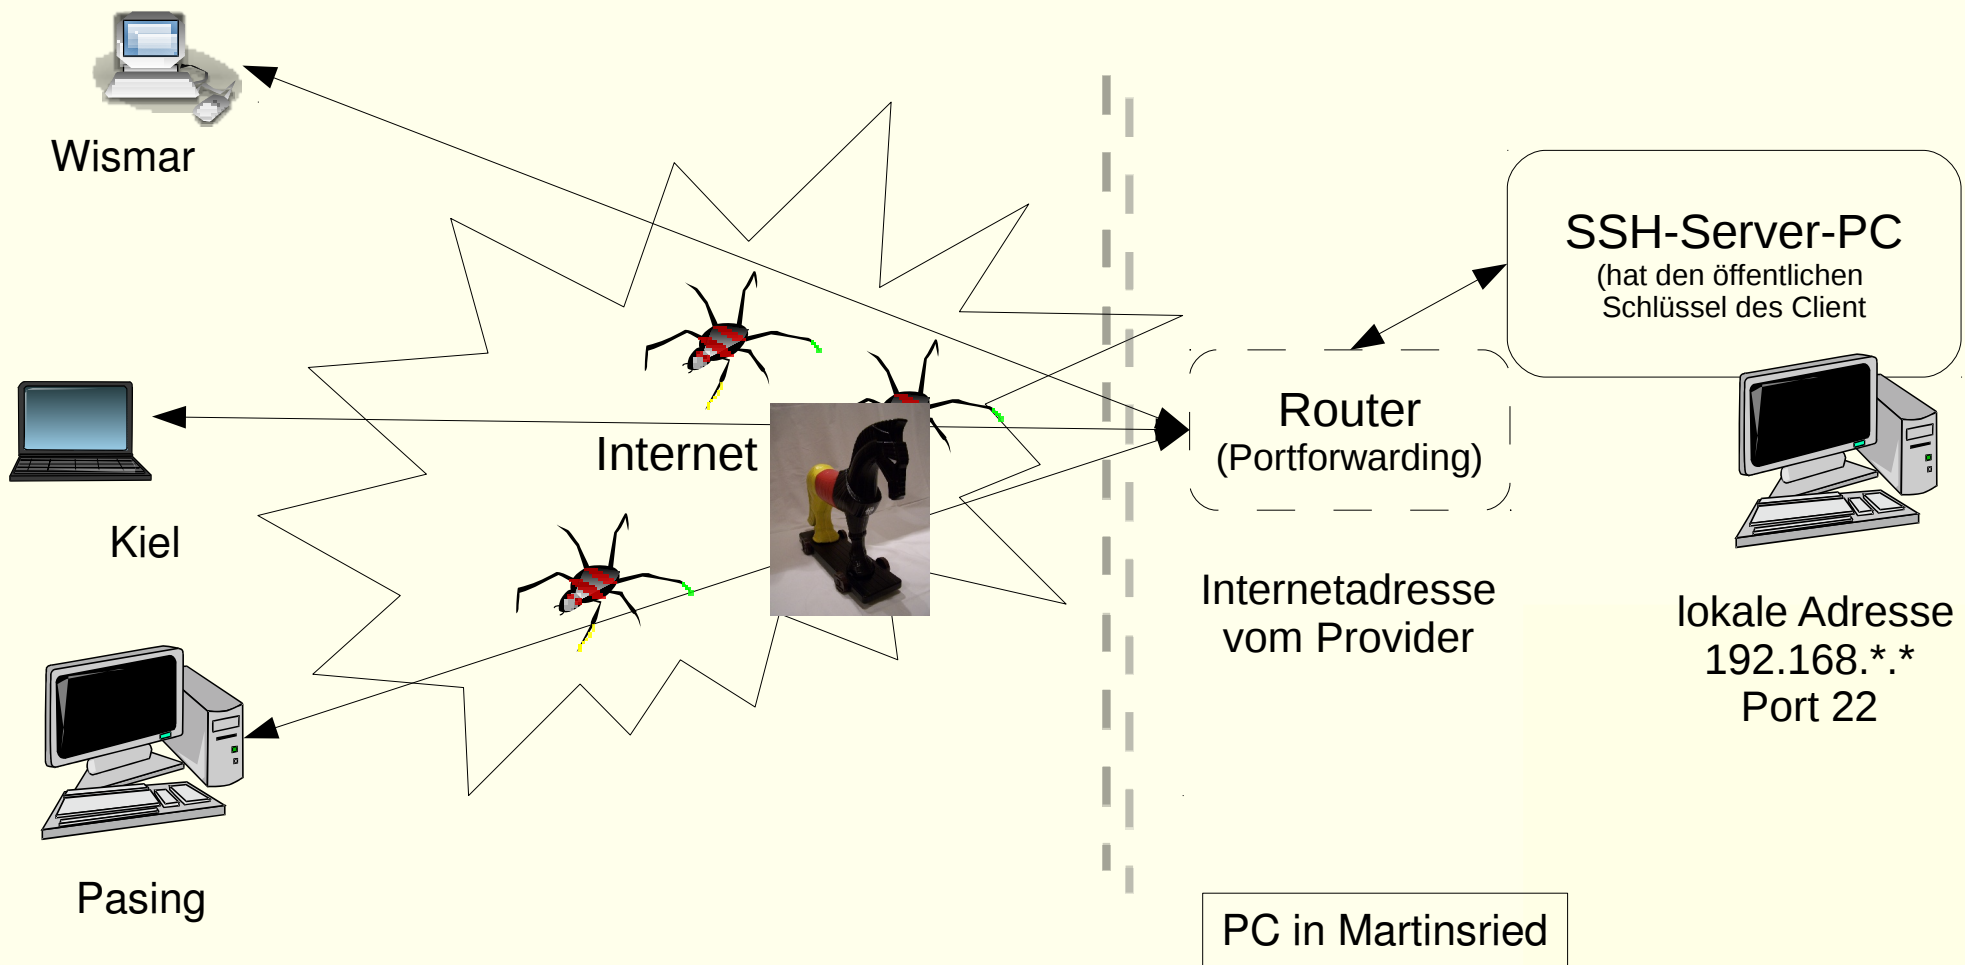 Wismar
Kiel
Pasing
Internet
Router
(Portforwarding)
Internetadresse
vom Provider
SSH-Server-PC
(hat den öffentlichen
Schlüssel des Client
lokale Adresse
192.168.*.*
Port 22
PC in Martinsried